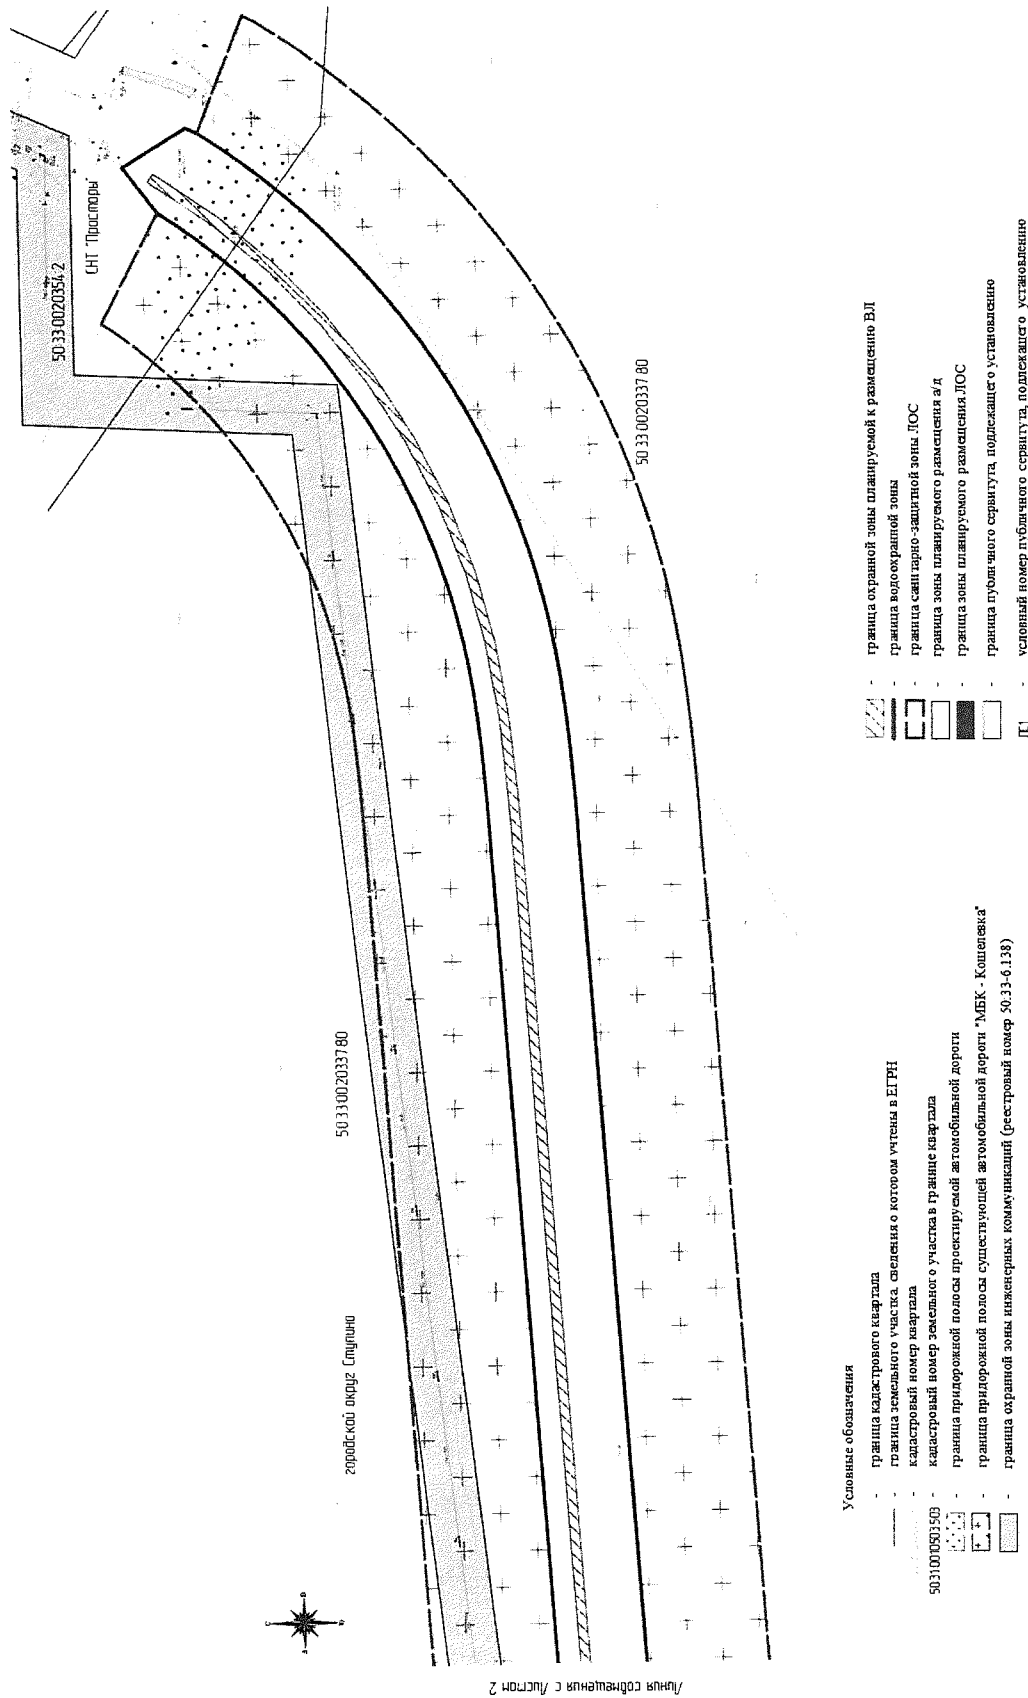 СНТ "Просторы"
50:33:0020354:2
50:33:0020337:80
50:33:0020337:80
городской округ Ступино
Линия совмещения с Листом 2
Условные обозначения
- граница кадастрового квартала
- граница земельного участка, сведения о котором учтены в ЕГРН
- кадастровый номер квартала
50:31:0010503:503 - кадастровый номер земельного участка в границе квартала
- граница придорожной полосы проектируемой автомобильной дороги
- граница придорожной полосы существующей автомобильной дороги "МБК - Кошелевка"
- граница охранной зоны инженерных коммуникаций (реестровый номер 50:33-6.138)
- граница охранной зоны планируемой к размещению ВЛ
- граница водоохранной зоны
- граница санитарно-защитной зоны ЛОС
- граница зоны планируемого размещения а/д
- граница зоны планируемого размещения ЛОС
- граница публичного сервитута, подлежащего установлению
- условный номер публичного сервитута, подлежащего установлению